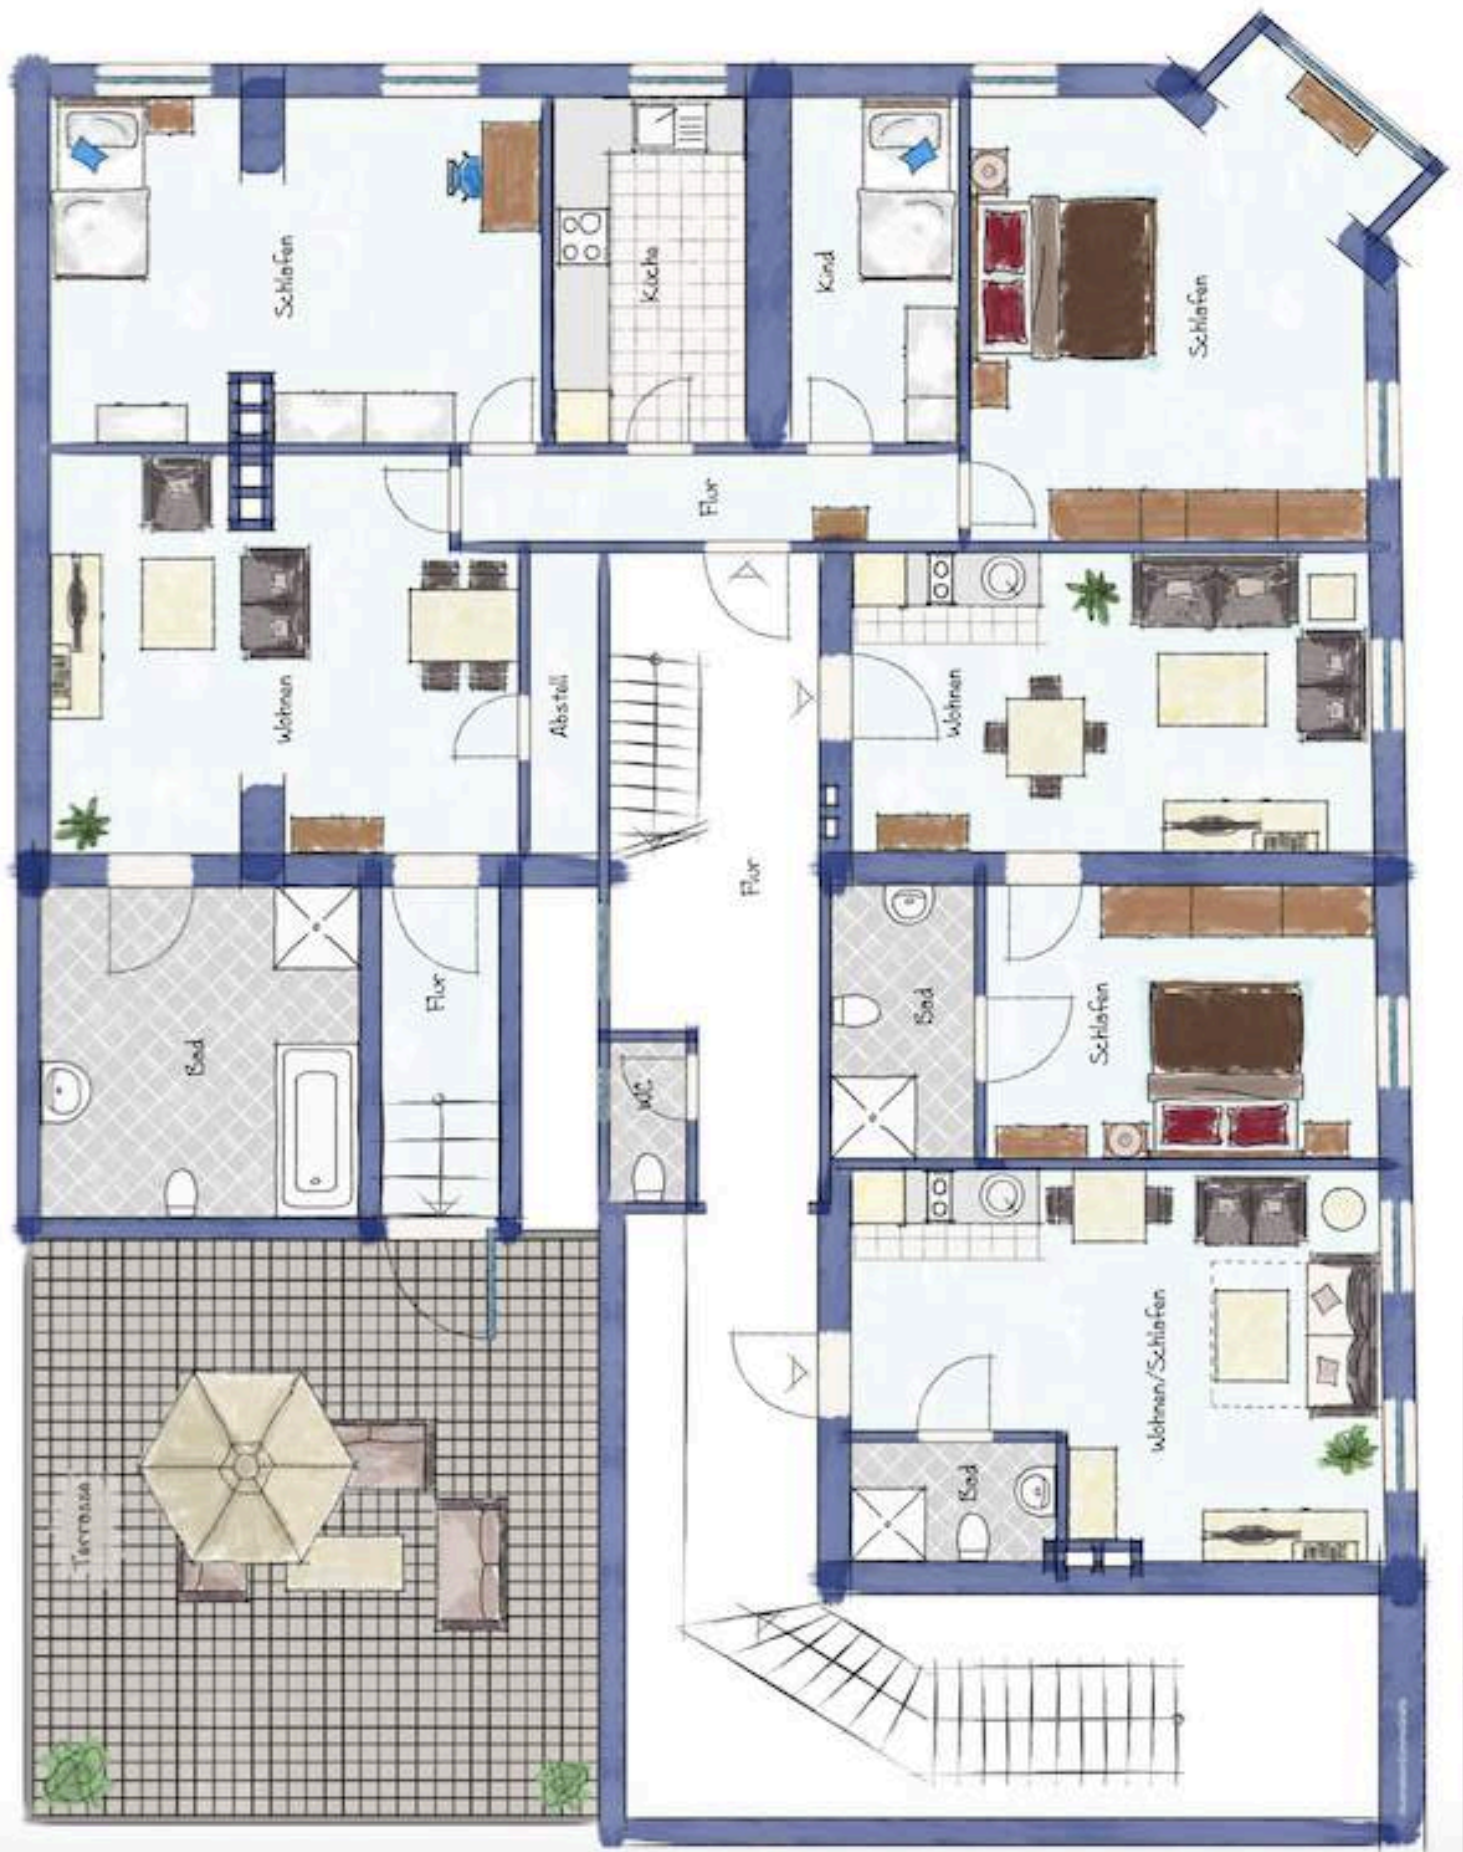 Schlafen
Küche
Kind
Schlafen
Flur
Wohnen
Abstell
Wohnen
Flur
Bad
Flur
Bad
Schlafen
WC
Wohnen/Schlafen
Bad
Terrasse